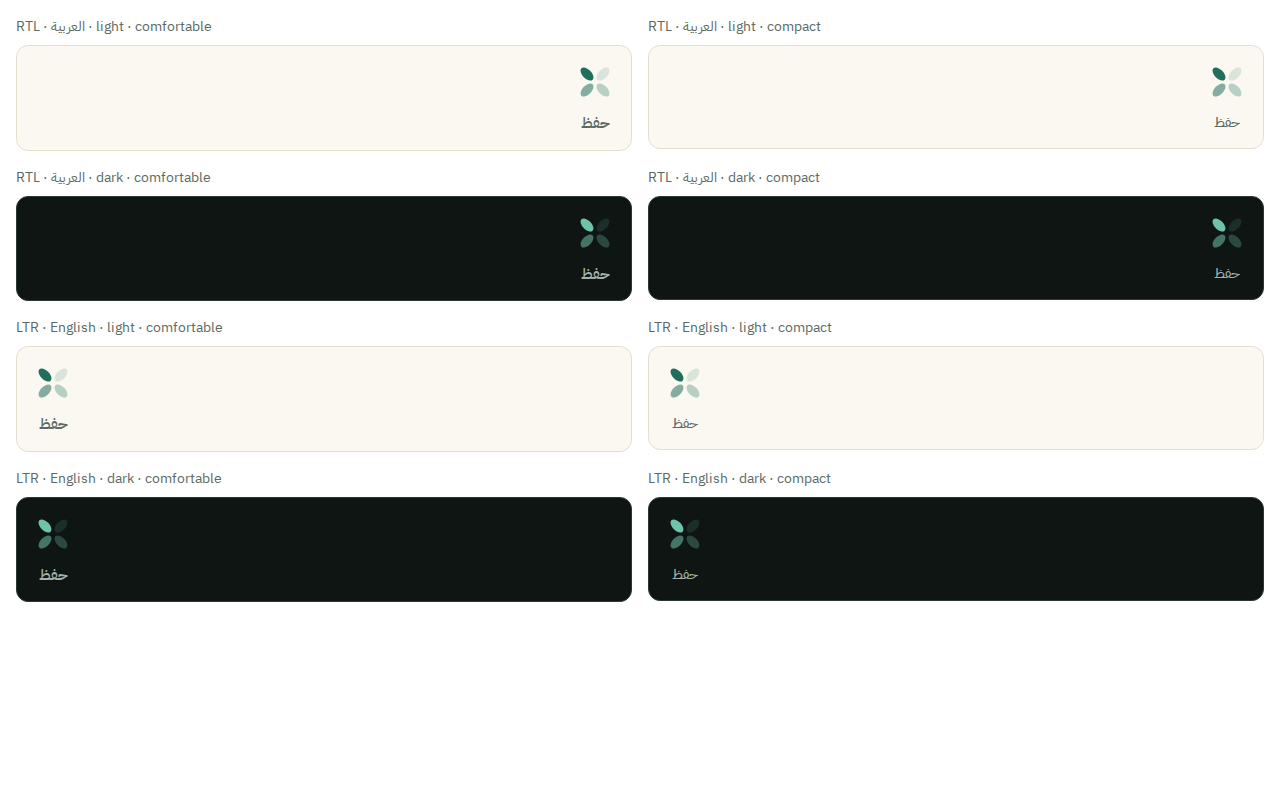 RTL · العربية · light · comfortable
RTL · العربية · light · compact
حفظ
حفظ
RTL · العربية · dark · comfortable
RTL · العربية · dark · compact
حفظ
حفظ
LTR · English · light · comfortable
LTR · English · light · compact
حفظ
حفظ
LTR · English · dark · comfortable
LTR · English · dark · compact
حفظ
حفظ